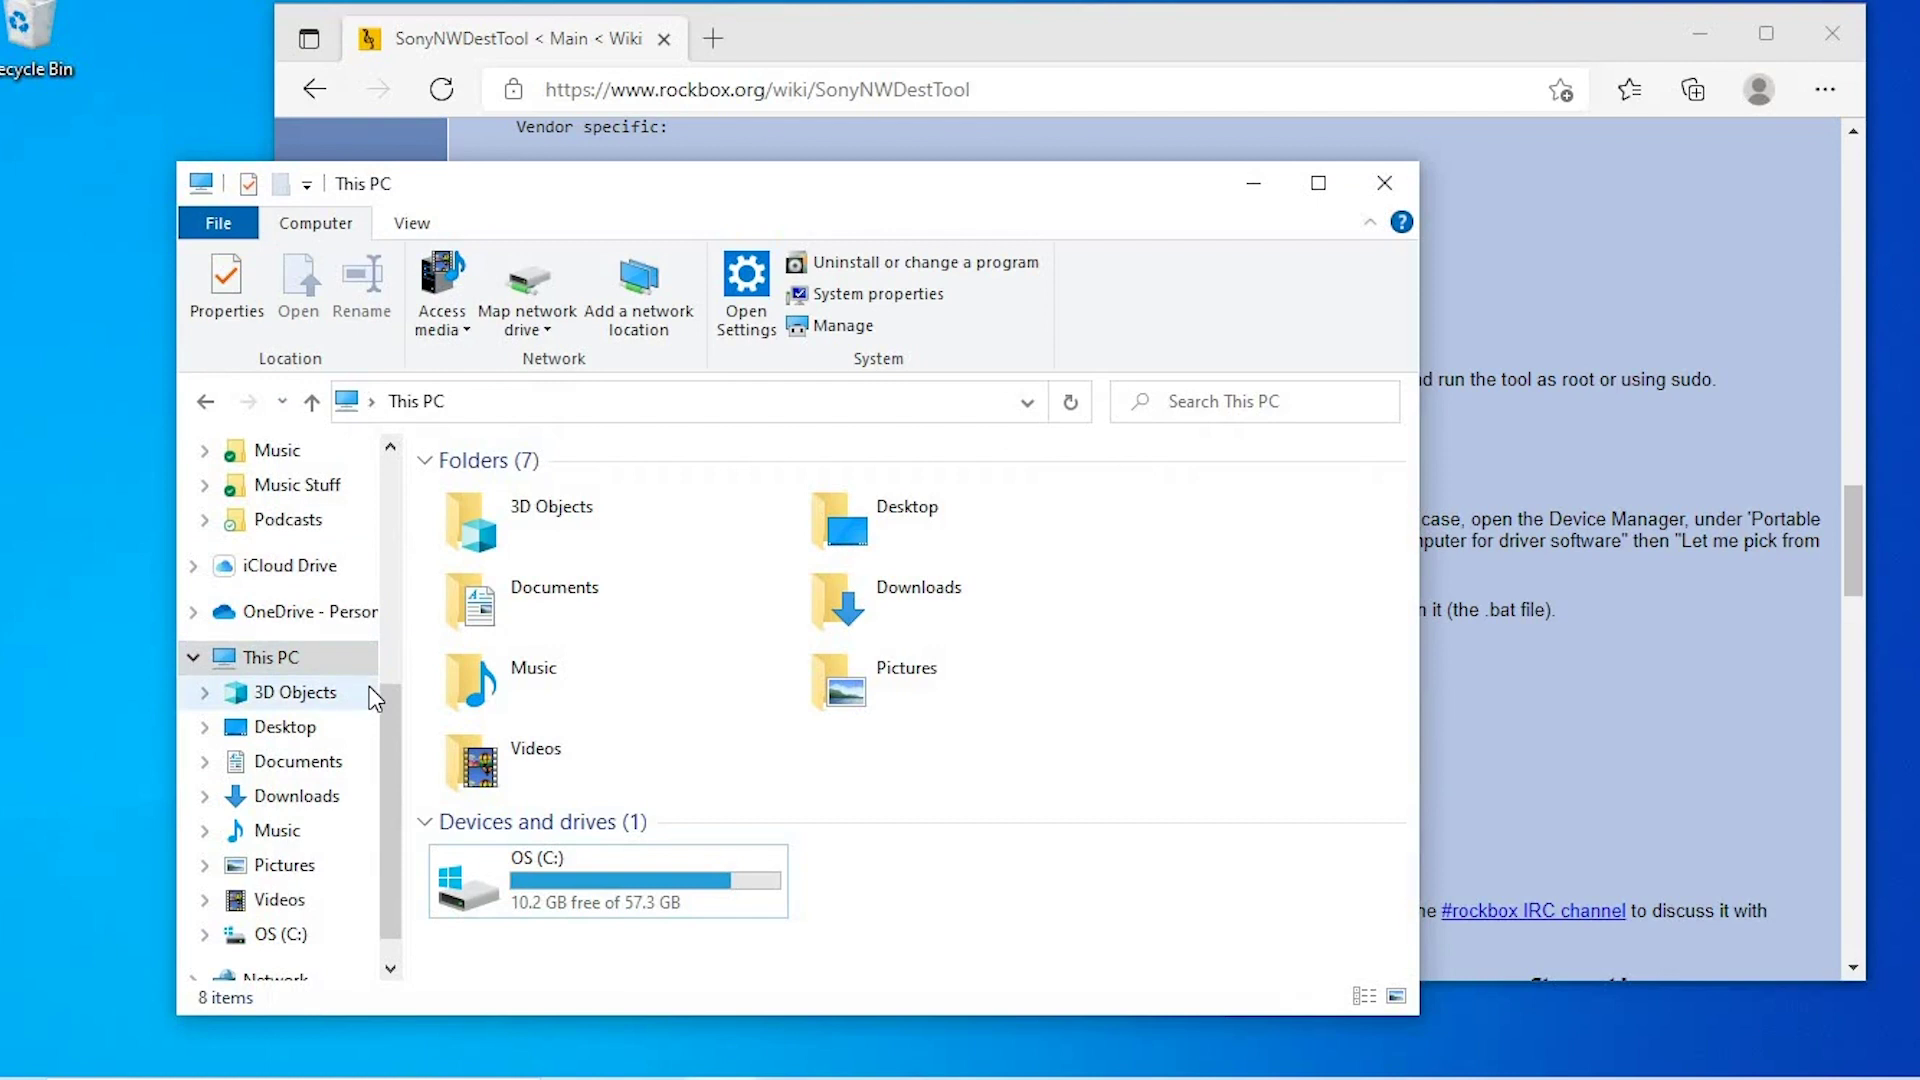 ecycle Bin
SonyNWDestTool < Main < Wiki
https://www.rockbox.org/wiki/SonyNWDestTool
Vendor specific:
This PC
File
Computer
View
Properties
Open
Rename
Access media
Map network drive
Add a network location
Open Settings
Uninstall or change a program
System properties
Manage
Location
Network
System
This PC
Search This PC
d run the tool as root or using sudo.
case, open the Device Manager, under 'Portable
puter for driver software" then "Let me pick from
it (the .bat file).
#rockbox IRC channel to discuss it with
Music
Music Stuff
Podcasts
iCloud Drive
OneDrive - Person
This PC
3D Objects
Desktop
Documents
Downloads
Music
Pictures
Videos
OS (C:)
Network
Folders (7)
3D Objects
Desktop
Documents
Downloads
Music
Pictures
Videos
Devices and drives (1)
OS (C:)
10.2 GB free of 57.3 GB
8 items